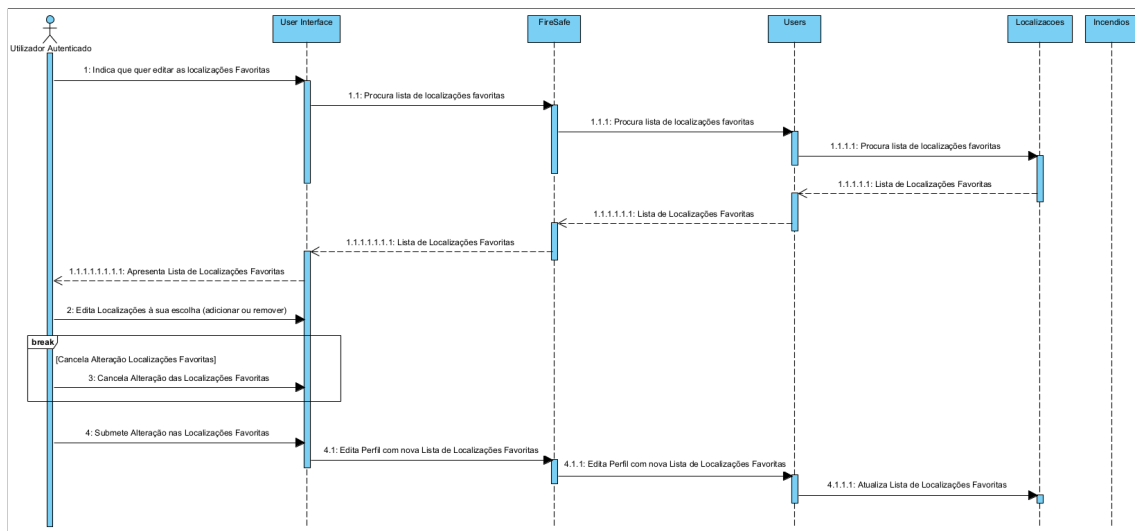 User Interface
FireSafe
Users
Localizacoes
Incendios
Utilizador Autenticado
1: Indica que quer editar as localizações Favoritas
1.1: Procura lista de localizações favoritas
1.1.1: Procura lista de localizações favoritas
1.1.1.1: Procura lista de localizações favoritas
1.1.1.1.1: Lista de Localizações Favoritas
1.1.1.1.1.1: Lista de Localizações Favoritas
1.1.1.1.1.1.1: Lista de Localizações Favoritas
1.1.1.1.1.1.1.1: Apresenta Lista de Localizações Favoritas
2: Edita Localizações à sua escolha (adicionar ou remover)
break
[Cancela Alteração Localizações Favoritas]
3: Cancela Alteração das Localizações Favoritas
4: Submete Alteração nas Localizações Favoritas
4.1: Edita Perfil com nova Lista de Localizações Favoritas
4.1.1: Edita Perfil com nova Lista de Localizações Favoritas
4.1.1.1: Atualiza Lista de Localizações Favoritas